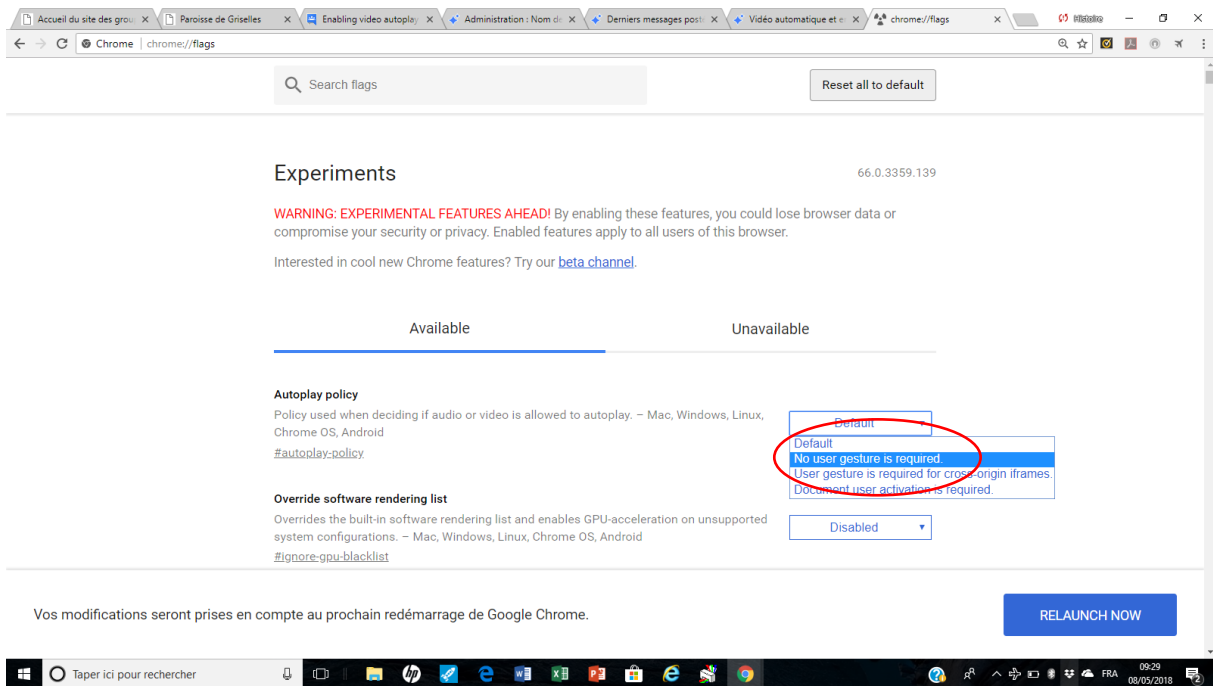 Accueil du site des grou
Paroisse de Griselles
Enabling video autoplay
Administration : Nom de
Derniers messages post
Vidéo automatique et e
chrome://flags
Histoire
Chrome
chrome://flags
Search flags
Reset all to default
Experiments
66.0.3359.139
WARNING: EXPERIMENTAL FEATURES AHEAD! By enabling these features, you could lose browser data or
compromise your security or privacy. Enabled features apply to all users of this browser.
Interested in cool new Chrome features? Try our beta channel.
Available
Unavailable
Autoplay policy
Policy used when deciding if audio or video is allowed to autoplay. – Mac, Windows, Linux,
Chrome OS, Android
#autoplay-policy
Default
Default
No user gesture is required.
User gesture is required for cross-origin iframes.
Document user activation is required.
Override software rendering list
Overrides the built-in software rendering list and enables GPU-acceleration on unsupported
system configurations. – Mac, Windows, Linux, Chrome OS, Android
#ignore-gpu-blacklist
Disabled
Vos modifications seront prises en compte au prochain redémarrage de Google Chrome.
RELAUNCH NOW
Taper ici pour rechercher
FRA
09:29
08/05/2018